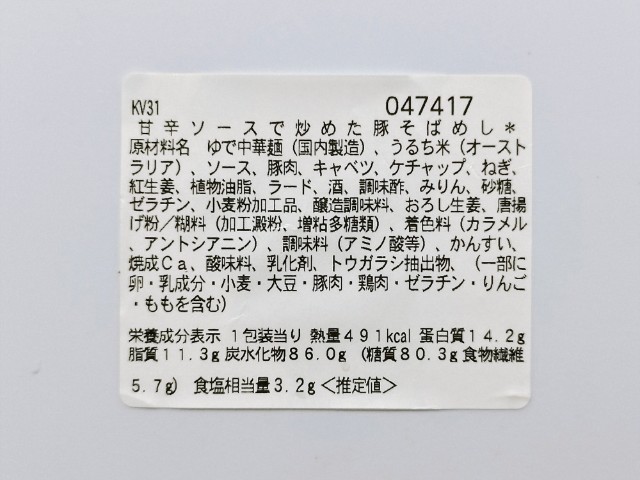 KV31 047417
甘辛ソースで炒めた豚そばめし＊
原材料名 ゆで中華麺（国内製造）、うるち米（オースト
ラリア）、ソース、豚肉、キャベツ、ケチャップ、ねぎ、
紅生姜、植物油脂、ラード、酒、調味酢、みりん、砂糖、
ゼラチン、小麦粉加工品、醸造調味料、おろし生姜、唐揚
げ粉／糊料（加工澱粉、増粘多糖類）、着色料（カラメル
、アントシアニン）、調味料（アミノ酸等）、かんすい、
焼成Ｃａ、酸味料、乳化剤、トウガラシ抽出物、（一部に
卵・乳成分・小麦・大豆・豚肉・鶏肉・ゼラチン・りんご
・ももを含む）
栄養成分表示 １包装当り 熱量４９１kcal 蛋白質１４.２g
脂質１１.３g 炭水化物８６.０g （糖質８０.３g 食物繊維
５.７g） 食塩相当量３.２g＜推定値＞